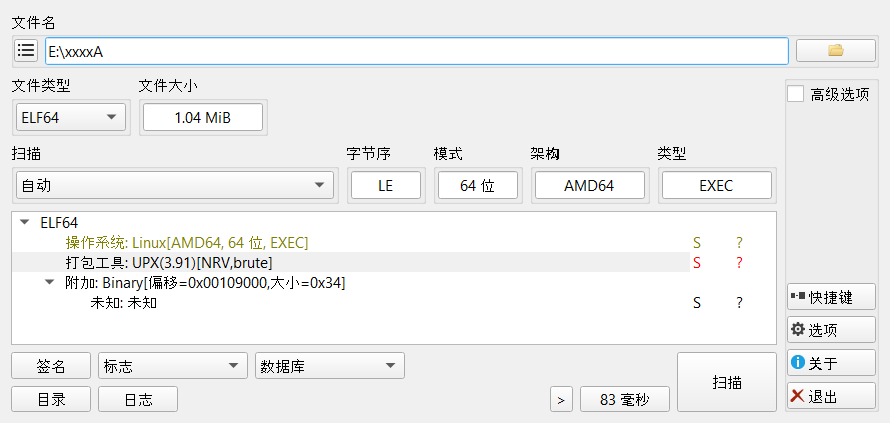 文件名
E:\xxxxA
文件类型 文件大小
ELF64 1.04 MiB
高级选项
扫描 字节序 模式 架构 类型
自动 LE 64 位 AMD64 EXEC
ELF64
操作系统: Linux[AMD64, 64 位, EXEC] S ?
打包工具: UPX(3.91)[NRV,brute] S ?
附加: Binary[偏移=0x00109000,大小=0x34]
未知: 未知 S ?
快捷键
选项
签名 标志 数据库 扫描 关于
目录 日志 > 83 毫秒 退出